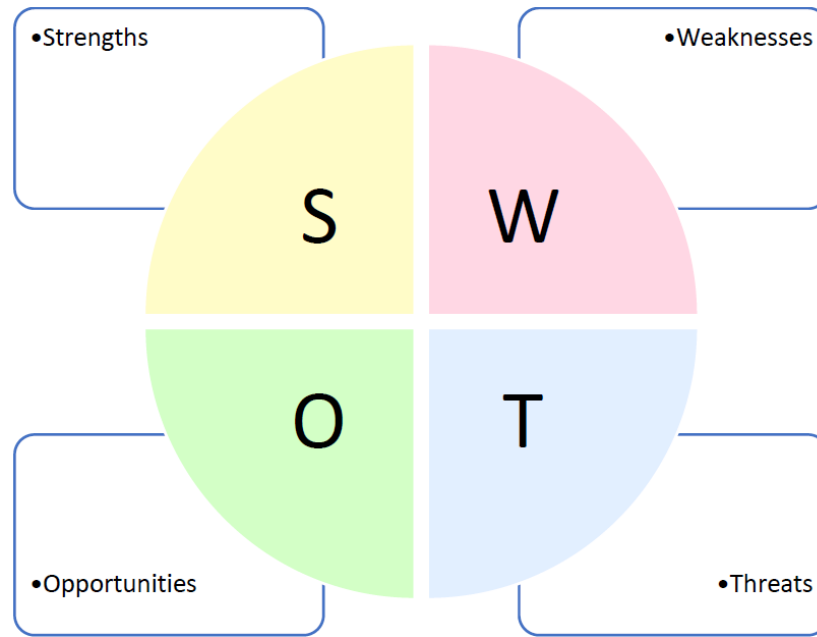 •Strengths
•Weaknesses
S
W
O
T
•Opportunities
•Threats